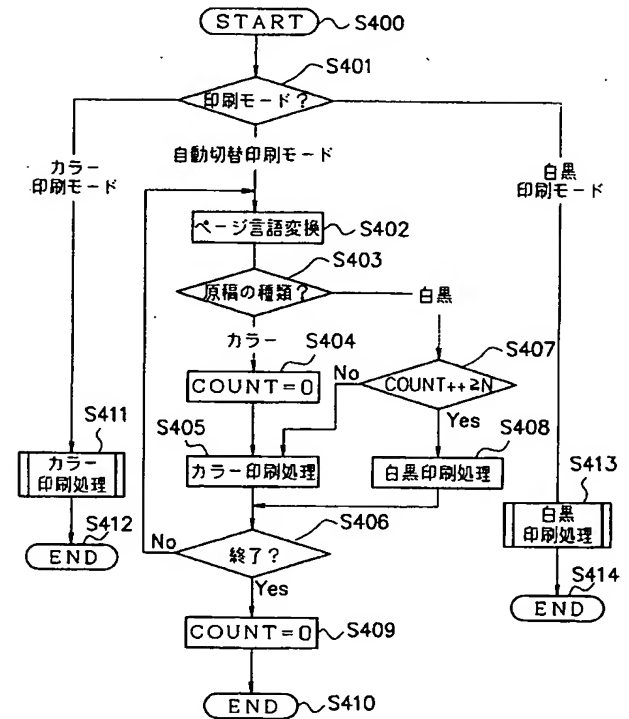 START
S400
S401
印刷モード?
カラー
印刷モード
自動切替印刷モード
白黒
印刷モード
ページ言語変換
S402
S403
原稿の種類?
白黒
カラー
S404
COUNT=0
S407
No
COUNT++≧N
Yes
S405
カラー印刷処理
S408
白黒印刷処理
S411
カラー
印刷処理
S412
END
S413
白黒
印刷処理
S414
END
S406
No
終了?
Yes
COUNT=0
S409
END
S410